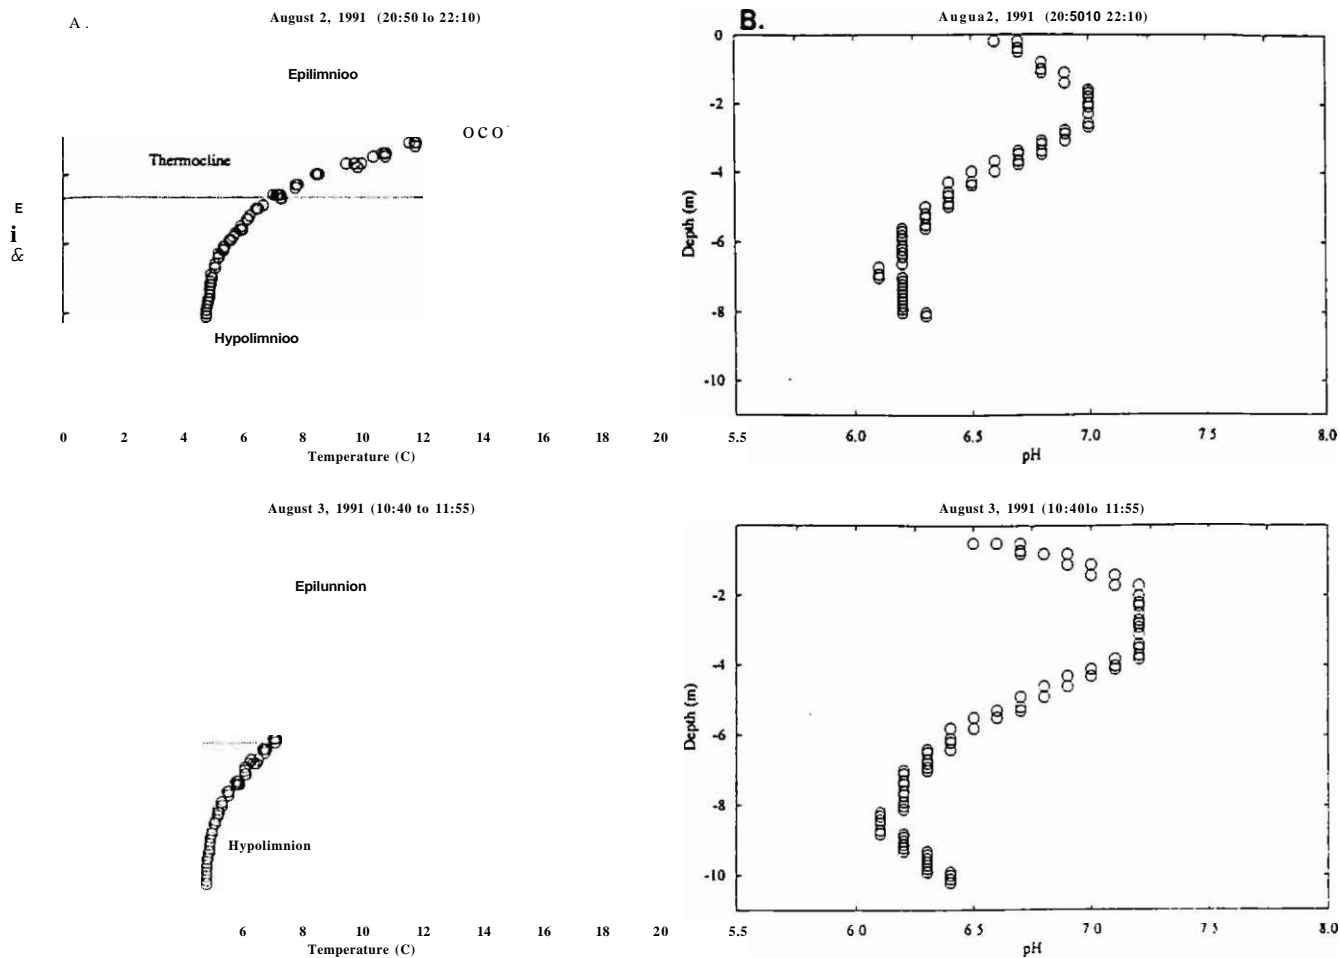 A .
August 2, 1991 (20:50 lo 22:10)
Epilimnioo
O C O
Thermocline
E
i
&
Hypolimnioo
0 2 4 6 8 10 12 14 16 18 20
Temperature (C)
B.
Augua2, 1991 (20:5010 22:10)
0
-2
-4
-6
-8
-10
Depth (m)
5.5 6.0 6.5 7.0 7 5 8.0
pH
August 3, 1991 (10:40 to 11:55)
Epilunnion
Hypolimnion
6 8 10 12 14 16 18 20
Temperature (C)
August 3, 1991 (10:40lo 11:55)
-2
-4
-6
-8
-10
Depth (m)
5.5 6 0 6.5 7 0 7 5 8.0
pH